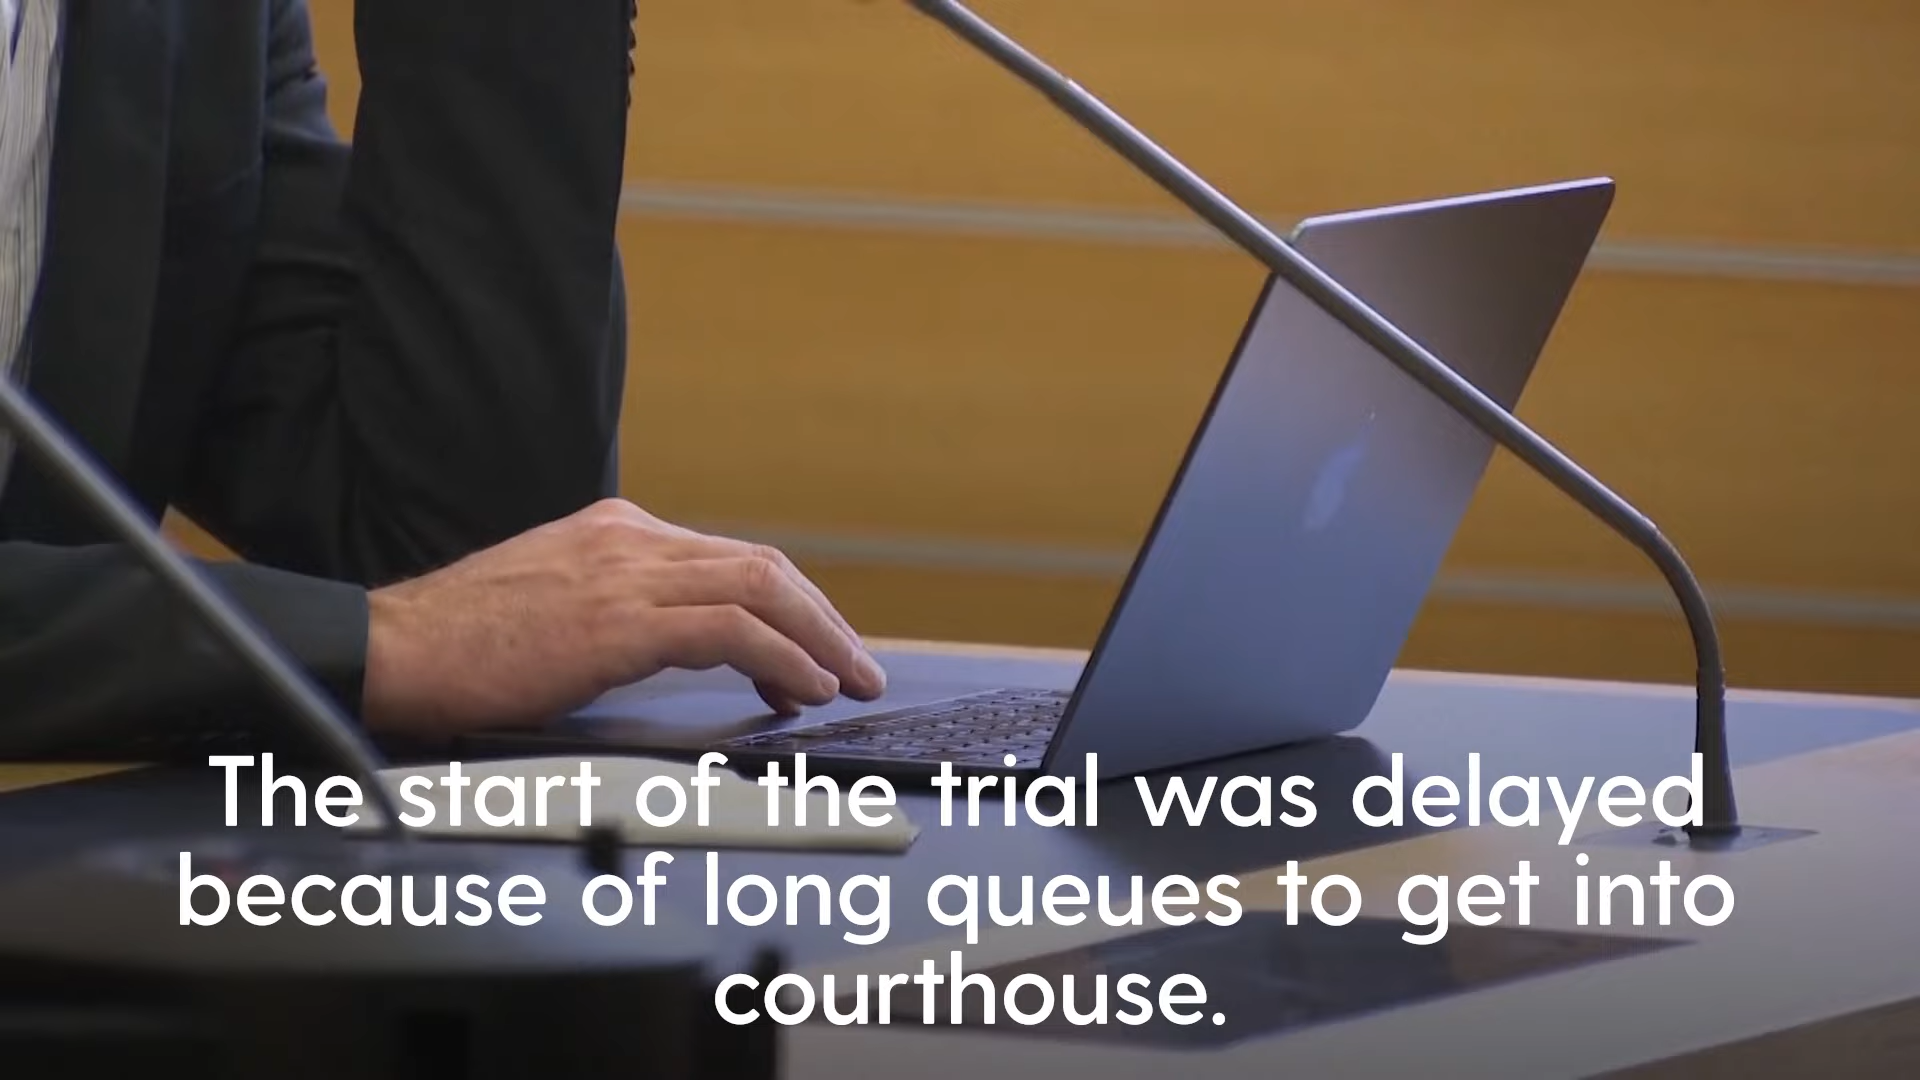 The start of the trial was delayed
because of long queues to get into
courthouse.